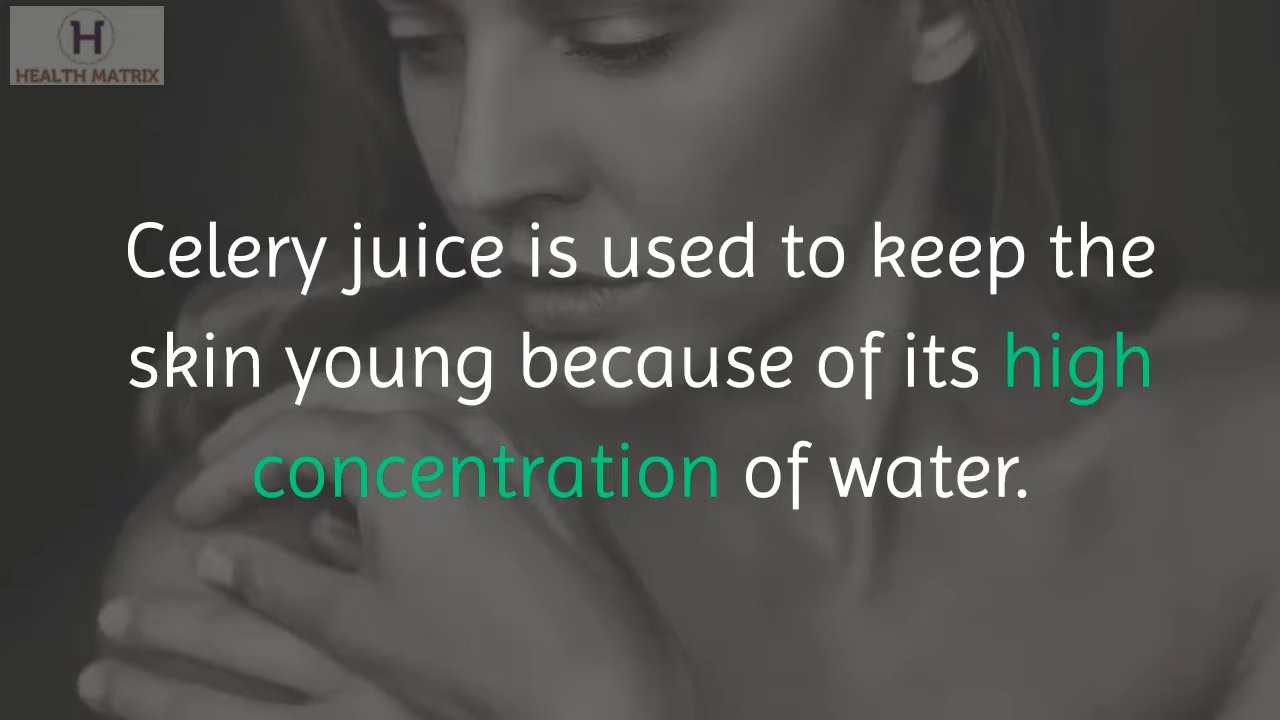 H
HEALTH MATRIX
Celery juice is used to keep the
skin young because of its high
concentration of water.